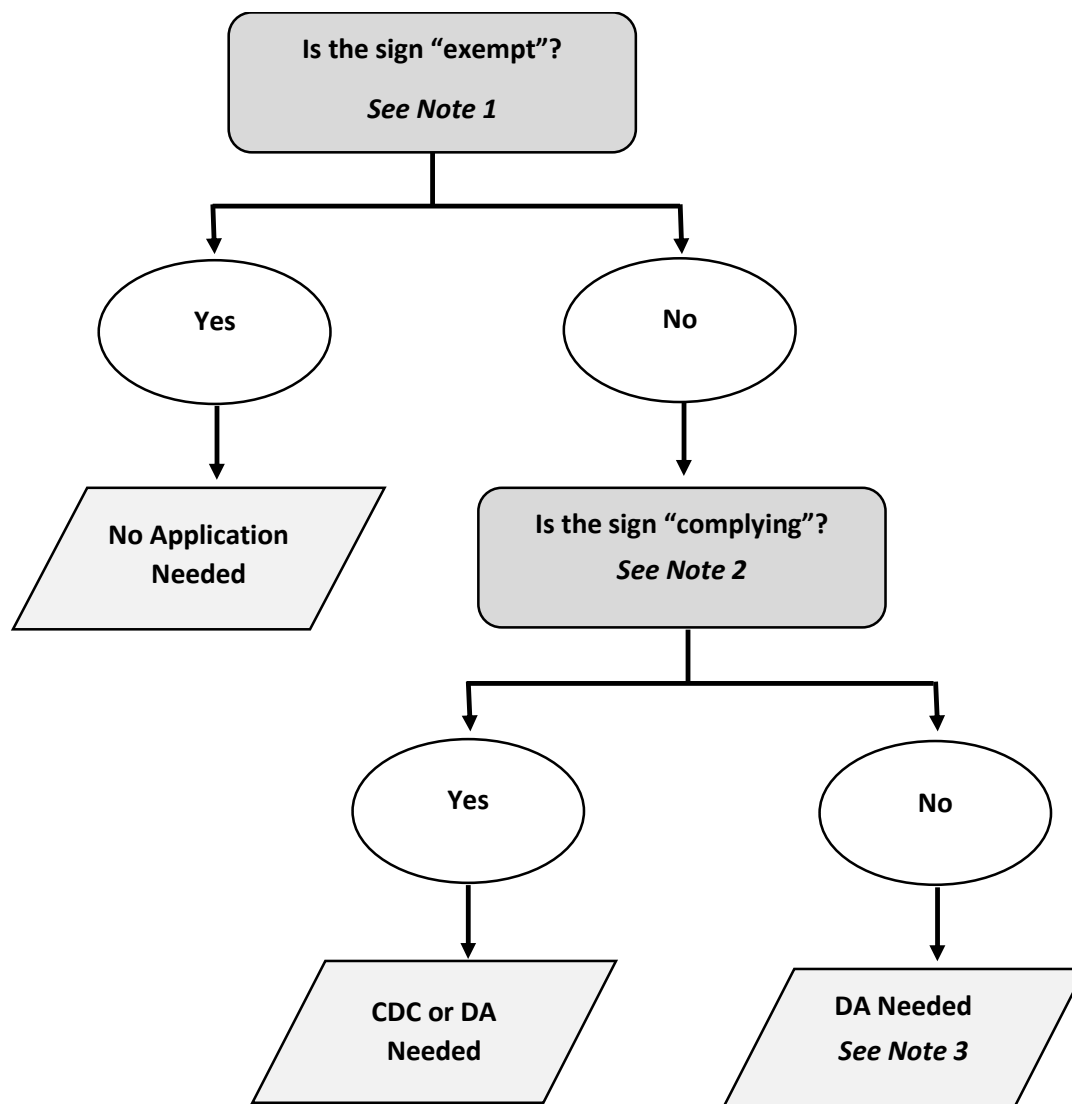 Is the sign “exempt”?
See Note 1
Yes
No
No Application
Needed
Is the sign “complying”?
See Note 2
Yes
No
CDC or DA
Needed
DA Needed
See Note 3